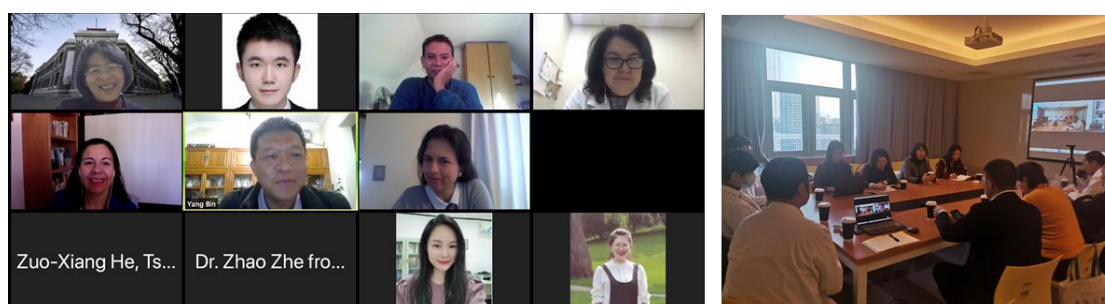 Yang Bin
Zuo-Xiang He, Ts...
Dr. Zhao Zhe fro...